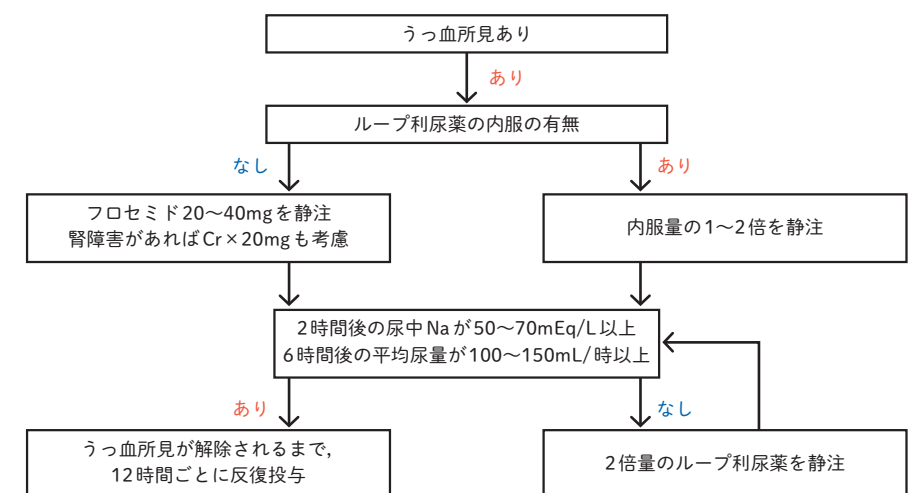 うっ血所見あり
あり
ループ利尿薬の内服の有無
なし
あり
フロセミド20〜40mgを静注
腎障害があればCr×20mgも考慮
内服量の1〜2倍を静注
2時間後の尿中Naが50〜70mEq/L以上
6時間後の平均尿量が100〜150mL/時以上
あり
なし
うっ血所見が解除されるまで,
12時間ごとに反復投与
2倍量のループ利尿薬を静注